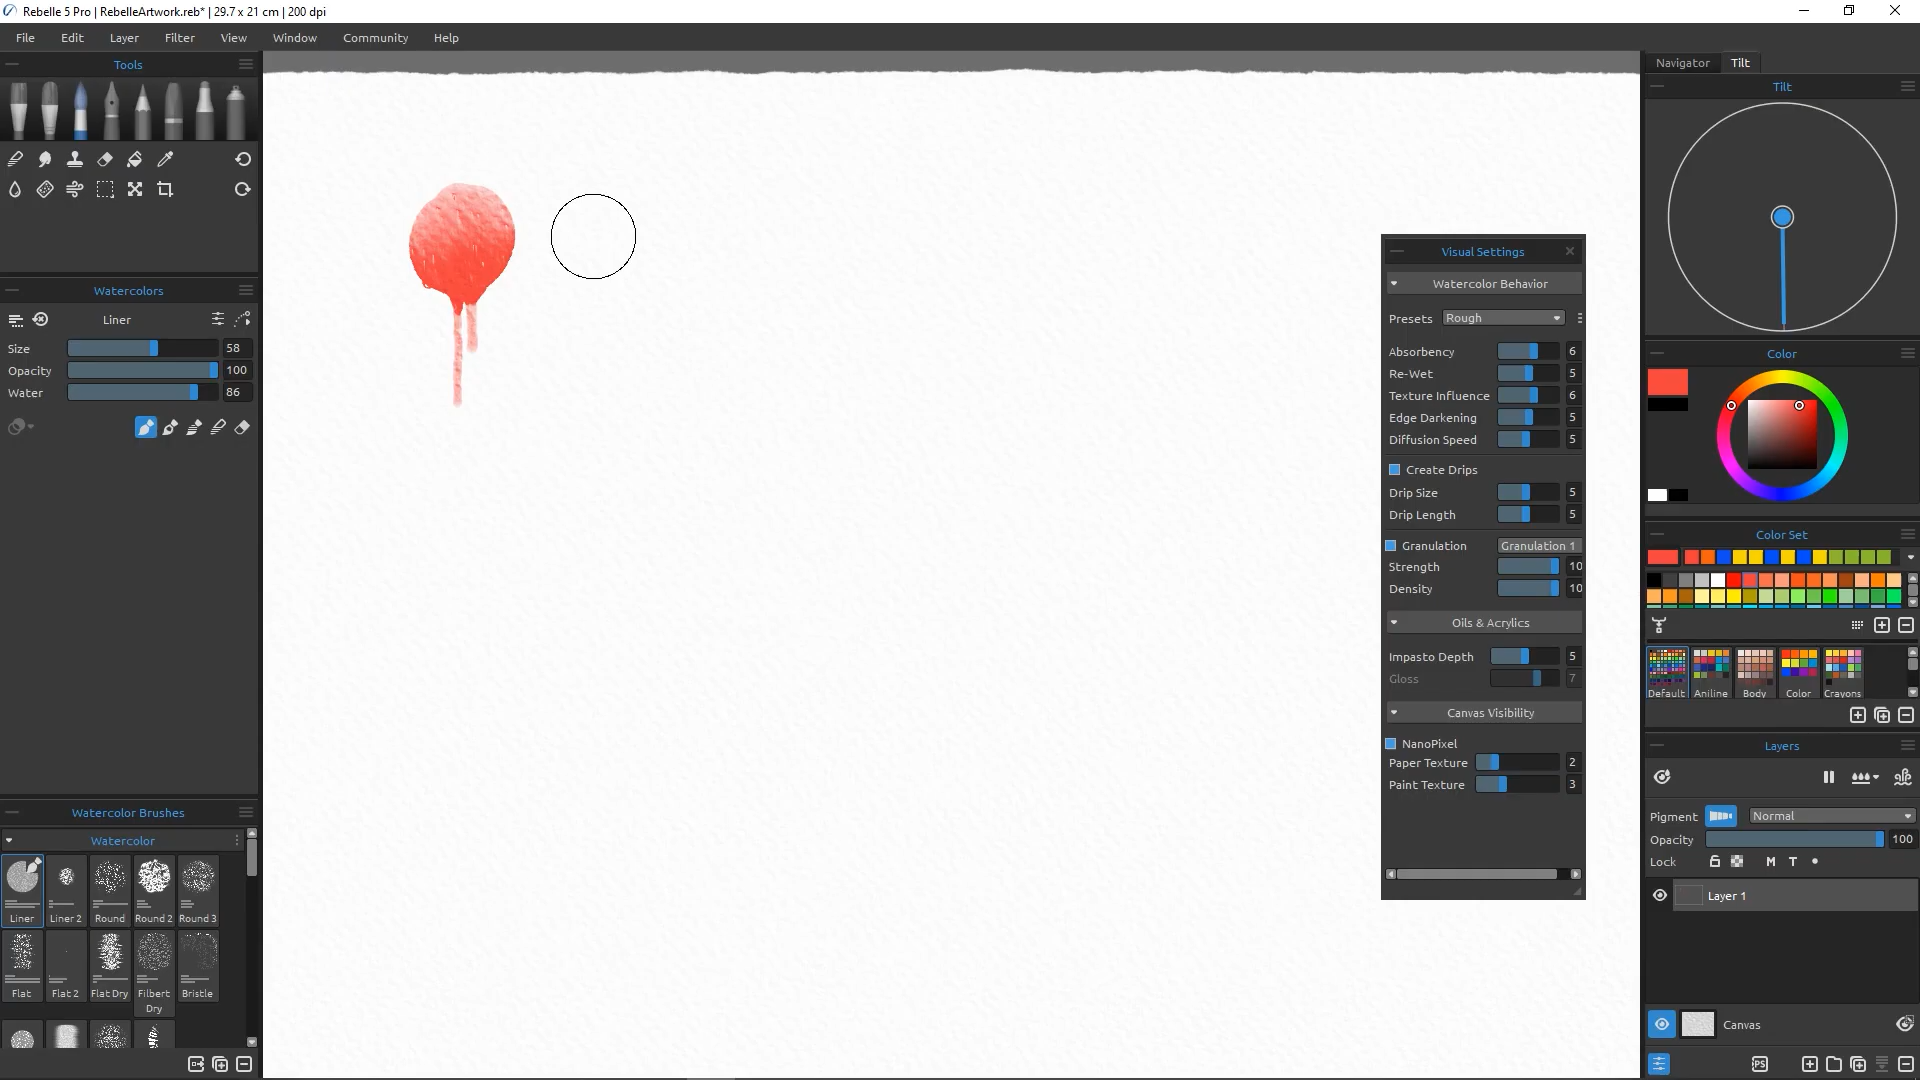 Rebelle 5 Pro | RebelleArtwork.reb* | 29.7 x 21 cm | 200 dpi
File Edit Layer Filter View Window Community Help
Tools
Watercolors
Liner
Size 58
Opacity 100
Water 86
Watercolor Brushes
Watercolor
Liner Liner 2 Round Round 2 Round 3
Flat Flat 2 Flat Dry Filbert Dry Bristle
Visual Settings
Watercolor Behavior
Presets Rough
Absorbency 6
Re-Wet 5
Texture Influence 6
Edge Darkening 5
Diffusion Speed 5
Create Drips
Drip Size 5
Drip Length 5
Granulation Granulation 1
Strength 10
Density 10
Oils & Acrylics
Impasto Depth 5
Gloss 7
Canvas Visibility
NanoPixel
Paper Texture 2
Paint Texture 3
Navigator Tilt
Tilt
Color
Color Set
Default Aniline Body Color Crayons
Layers
Pigment Normal
Opacity 100
Lock M T
Layer 1
Canvas
PS